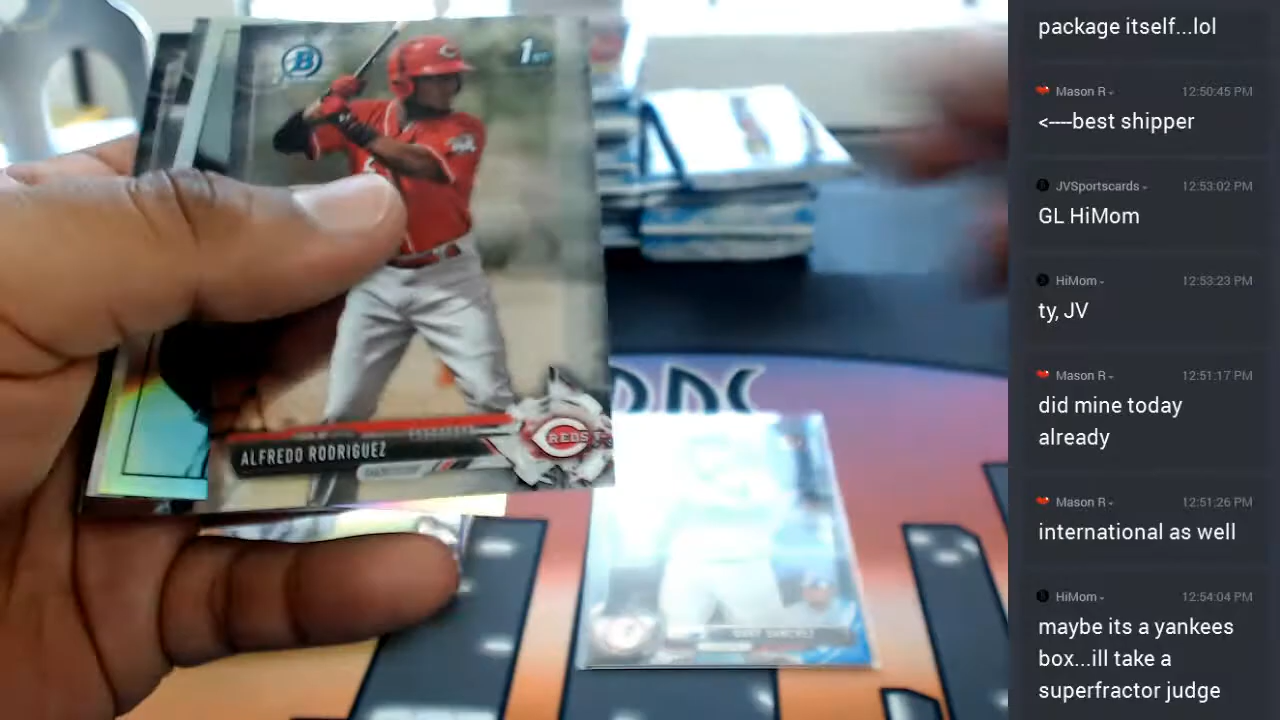 B
1st
REDS
ALFREDO RODRIGUEZ
GARY SANCHEZ
package itself...lol
Mason R 12:50:45 PM
<----best shipper
JVSportscards 12:53:02 PM
GL HiMom
HiMom 12:53:23 PM
ty, JV
Mason R 12:51:17 PM
did mine today
already
Mason R 12:51:26 PM
international as well
HiMom 12:54:04 PM
maybe its a yankees
box...ill take a
superfractor judge